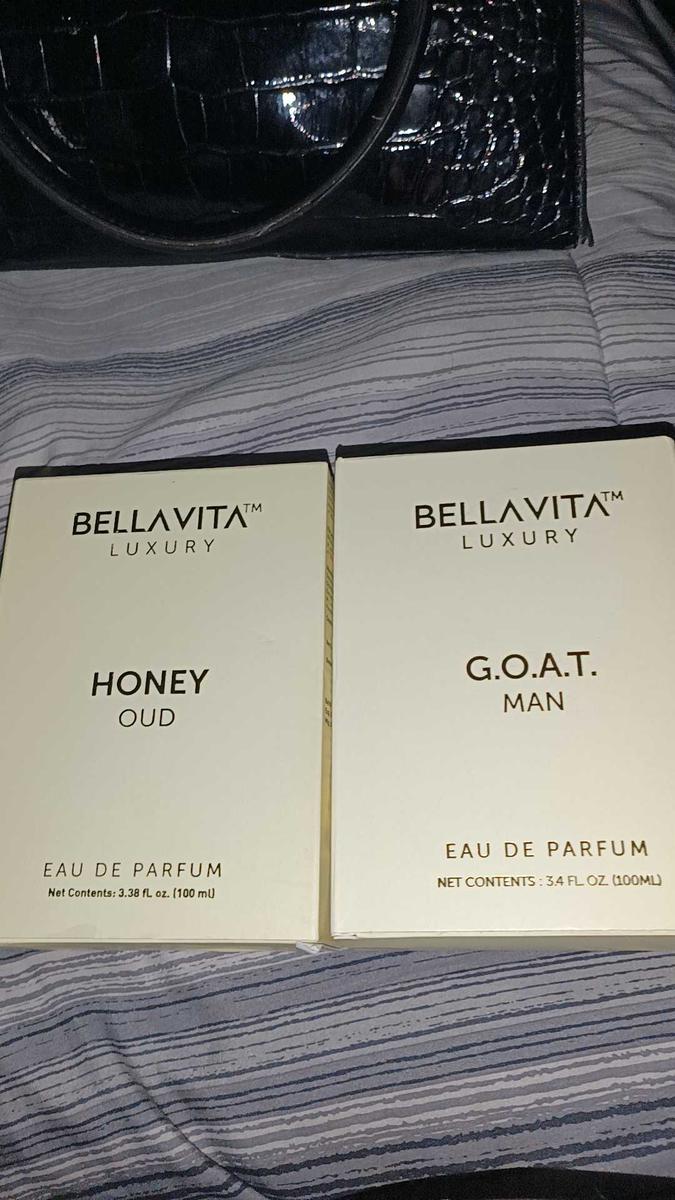 BELLAVITA™
LUXURY
HONEY
OUD
EAU DE PARFUM
Net Contents: 3.38 fL oz. (100 ml)
BELLAVITA™
LUXURY
G.O.A.T.
MAN
EAU DE PARFUM
NET CONTENTS : 3.4 FL. OZ. (100ML)